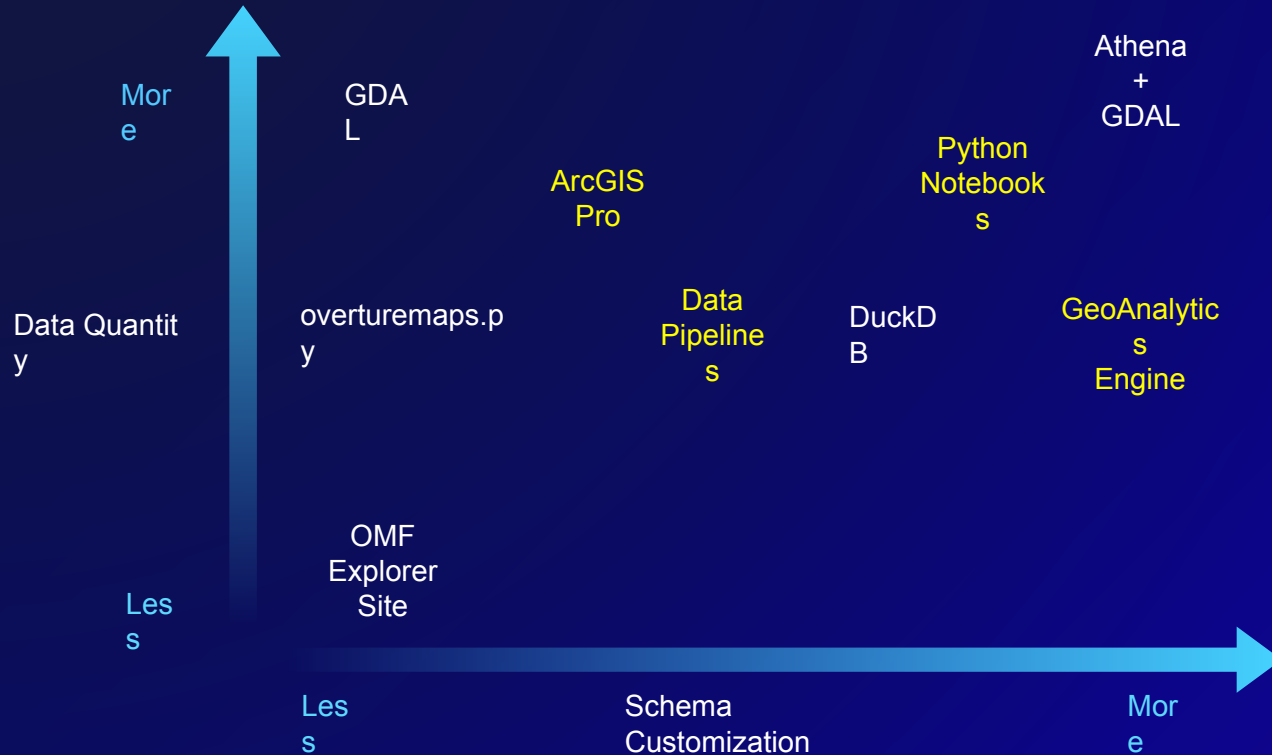 Mor
e
GDA
L
Athena
+
GDAL
ArcGIS
Pro
Python
Notebook
s
Data Quantit
y
overturemaps.p
y
Data
Pipeline
s
DuckD
B
GeoAnalytic
s
Engine
OMF
Explorer
Site
Les
s
Les
s
Schema
Customization
Mor
e